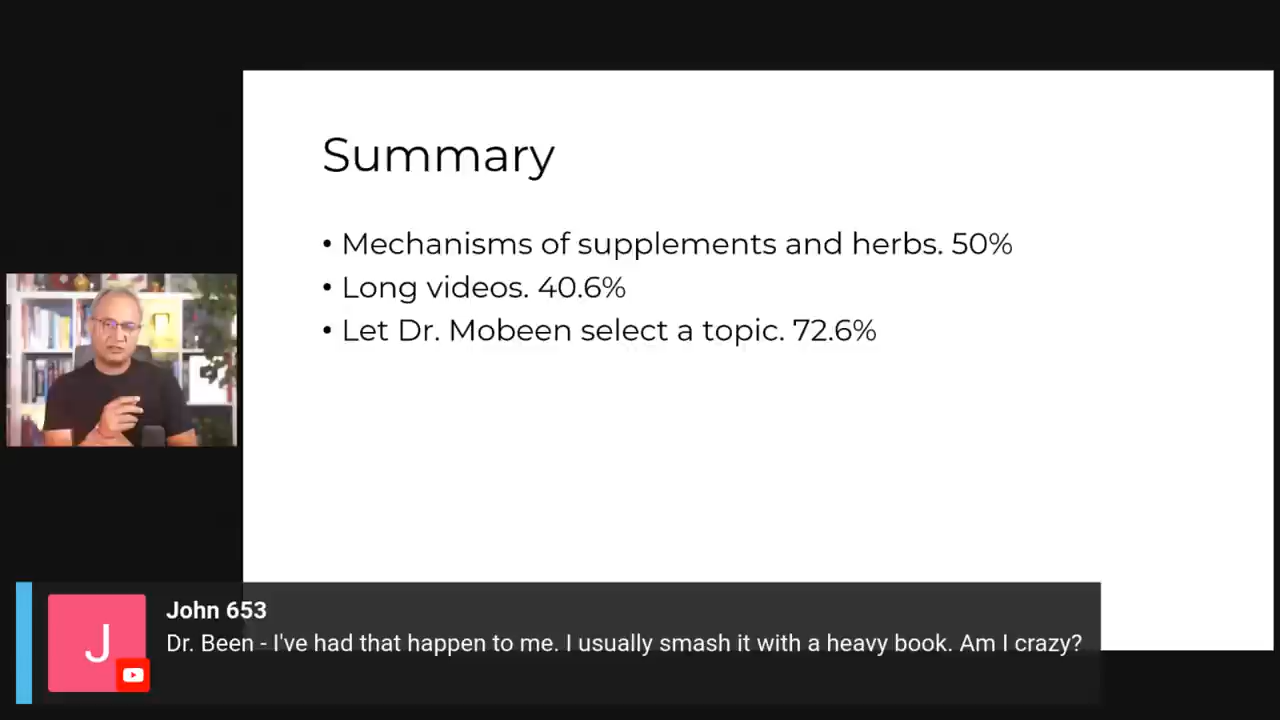 Summary
• Mechanisms of supplements and herbs. 50%
• Long videos. 40.6%
• Let Dr. Mobeen select a topic. 72.6%
J
John 653
Dr. Been - I've had that happen to me. I usually smash it with a heavy book. Am I crazy?